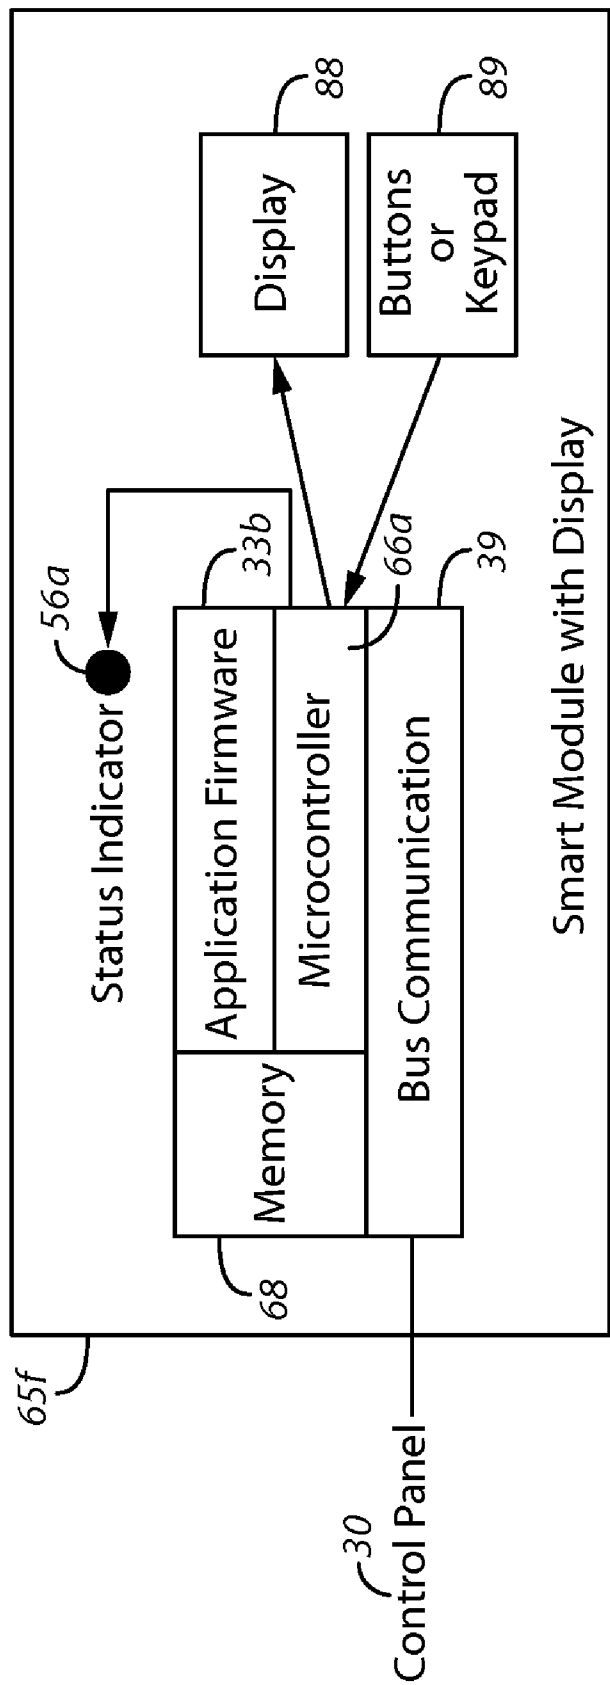 65f
Status Indicator
56a
33b
88
Display
Application Firmware
Memory
68
Microcontroller
66a
89
Buttons
or
Keypad
Bus Communication
39
30
Control Panel
Smart Module with Display